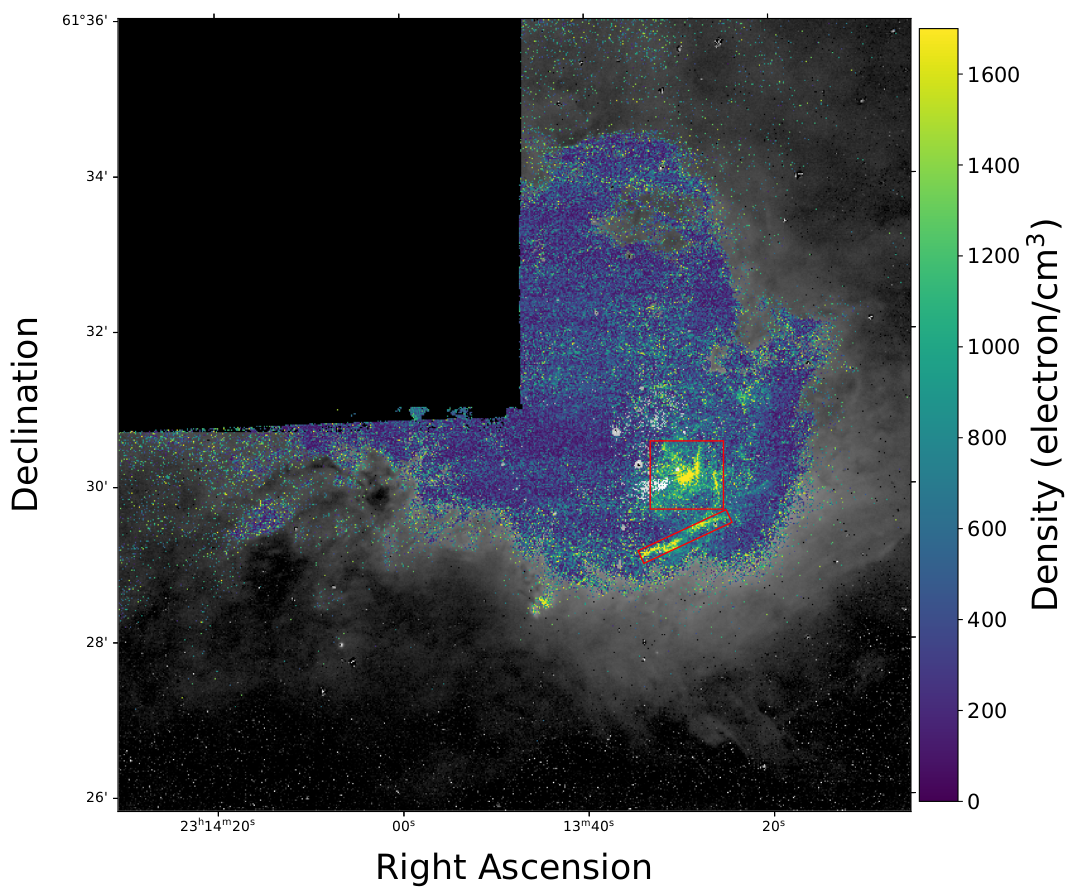 61°36'
34'
32'
30'
28'
26'
23ʰ14ᵐ20ˢ
00ˢ
13ᵐ40ˢ
20ˢ
Right Ascension
Declination
1600
1400
1200
1000
800
600
400
200
0
Density (electron/cm³)